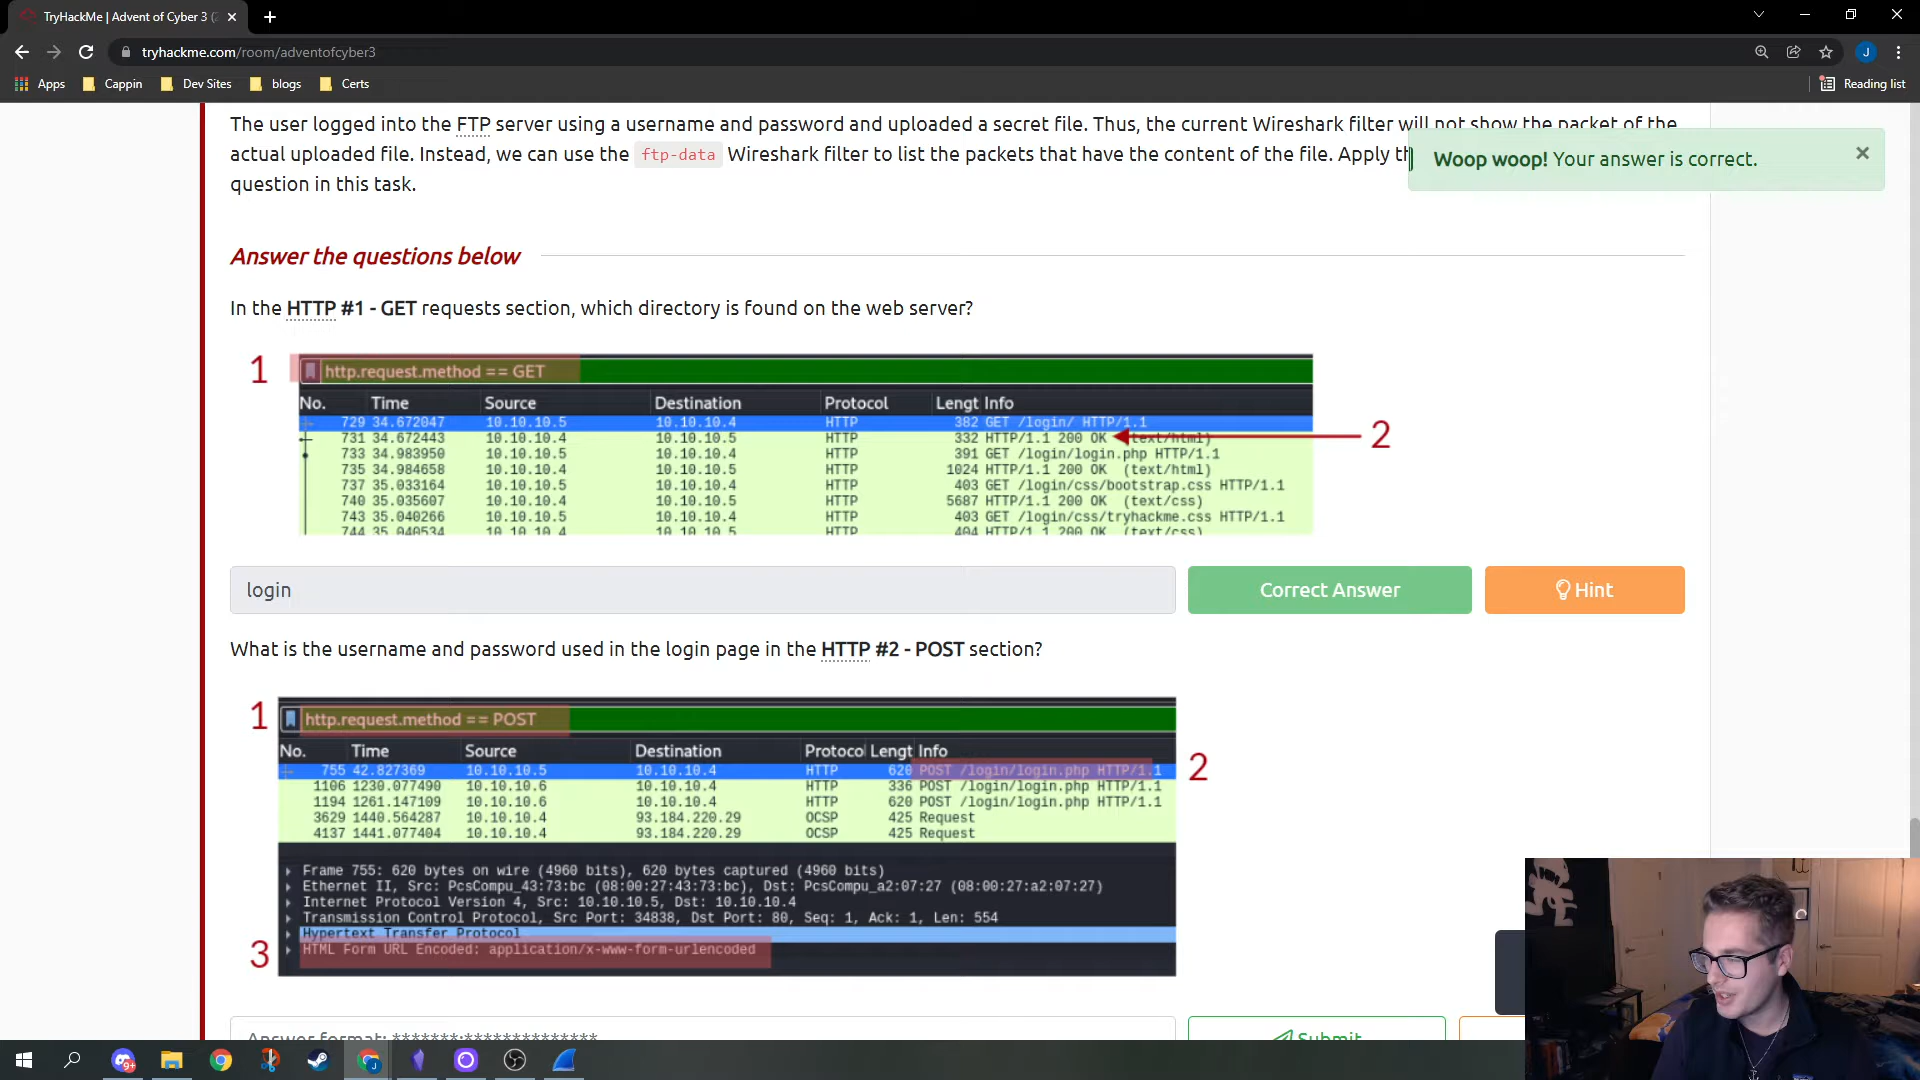 TryHackMe | Advent of Cyber 3 (
tryhackme.com/room/adventofcyber3
J
Apps Cappin Dev Sites blogs Certs Reading list
The user logged into the FTP server using a username and password and uploaded a secret file. Thus, the current Wireshark filter will not show the packet of the
actual uploaded file. Instead, we can use the ftp-data Wireshark filter to list the packets that have the content of the file. Apply th
question in this task.
Woop woop! Your answer is correct.
Answer the questions below
In the HTTP #1 - GET requests section, which directory is found on the web server?
1 http.request.method == GET
No. Time Source Destination Protocol Lengt Info
729 34.672047 10.10.10.5 10.10.10.4 HTTP 382 GET /login/ HTTP/1.1
731 34.672443 10.10.10.4 10.10.10.5 HTTP 332 HTTP/1.1 200 OK (text/html) 2
733 34.983950 10.10.10.5 10.10.10.4 HTTP 391 GET /login/login.php HTTP/1.1
735 34.984658 10.10.10.4 10.10.10.5 HTTP 1024 HTTP/1.1 200 OK (text/html)
737 35.033164 10.10.10.5 10.10.10.4 HTTP 403 GET /login/css/bootstrap.css HTTP/1.1
740 35.035607 10.10.10.4 10.10.10.5 HTTP 5687 HTTP/1.1 200 OK (text/css)
743 35.040266 10.10.10.5 10.10.10.4 HTTP 403 GET /login/css/tryhackme.css HTTP/1.1
744 35.040534 10.10.10.4 10.10.10.5 HTTP 404 HTTP/1.1 200 OK (text/css)
login Correct Answer Hint
What is the username and password used in the login page in the HTTP #2 - POST section?
1 http.request.method == POST
No. Time Source Destination Protocol Lengt Info
755 42.827369 10.10.10.5 10.10.10.4 HTTP 620 POST /login/login.php HTTP/1.1 2
1106 1230.077490 10.10.10.6 10.10.10.4 HTTP 336 POST /login/login.php HTTP/1.1
1194 1261.147109 10.10.10.6 10.10.10.4 HTTP 620 POST /login/login.php HTTP/1.1
3629 1440.564287 10.10.10.4 93.184.220.29 OCSP 425 Request
4137 1441.077404 10.10.10.4 93.184.220.29 OCSP 425 Request
Frame 755: 620 bytes on wire (4960 bits), 620 bytes captured (4960 bits)
Ethernet II, Src: PcsCompu_43:73:bc (08:00:27:43:73:bc), Dst: PcsCompu_a2:07:27 (08:00:27:a2:07:27)
Internet Protocol Version 4, Src: 10.10.10.5, Dst: 10.10.10.4
Transmission Control Protocol, Src Port: 34838, Dst Port: 80, Seq: 1, Ack: 1, Len: 554
Hypertext Transfer Protocol
3 HTML Form URL Encoded: application/x-www-form-urlencoded
Answer format: *******:************** Submit